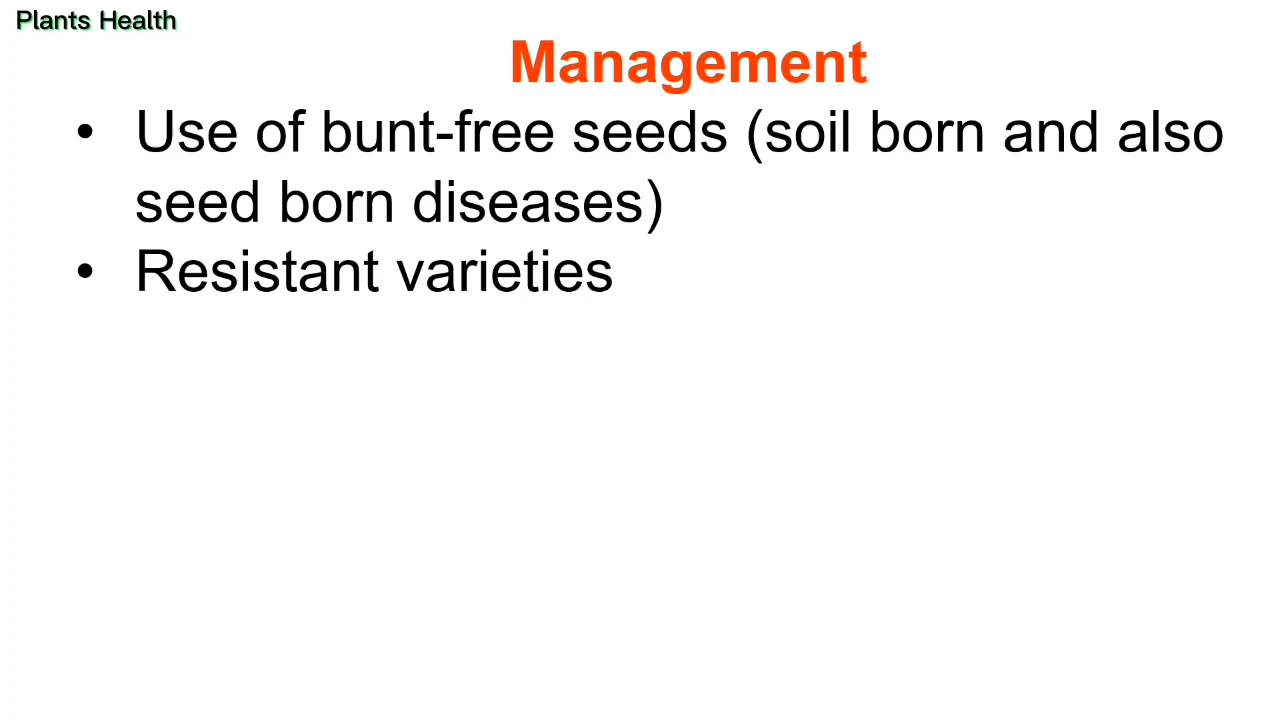 Plants Health
Management
• Use of bunt-free seeds (soil born and also
seed born diseases)
• Resistant varieties